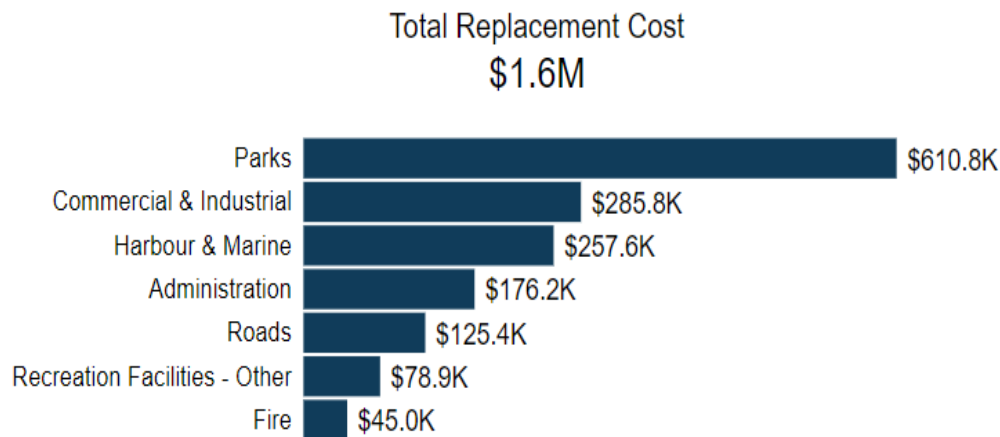 Total Replacement Cost
$1.6M
Parks $610.8K
Commercial & Industrial $285.8K
Harbour & Marine $257.6K
Administration $176.2K
Roads $125.4K
Recreation Facilities - Other $78.9K
Fire $45.0K